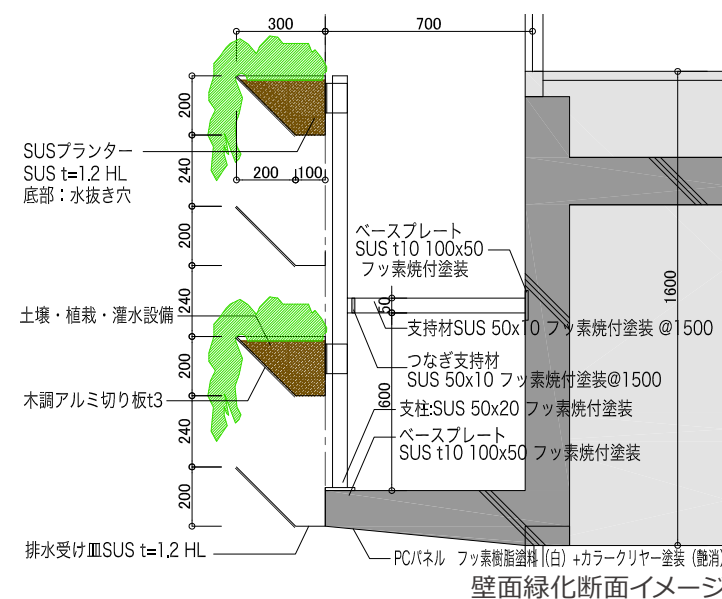 300
700
200
SUSプランター
SUS t=1.2 HL
底部：水抜き穴
240
200
100
200
ベースプレート
SUS t10 100x50
フッ素焼付塗装
1600
240
50
土壌・植栽・灌水設備
支持材SUS 50x10 フッ素焼付塗装 @1500
200
つなぎ支持材
SUS 50x10 フッ素焼付塗装@1500
600
木調アルミ切り板t3
支柱:SUS 50x20 フッ素焼付塗装
240
ベースプレート
SUS t10 100x50 フッ素焼付塗装
200
排水受け皿SUS t=1.2 HL
PCパネル フッ素樹脂塗料（白）+カラークリヤー塗装（艶消）
壁面緑化断面イメージ